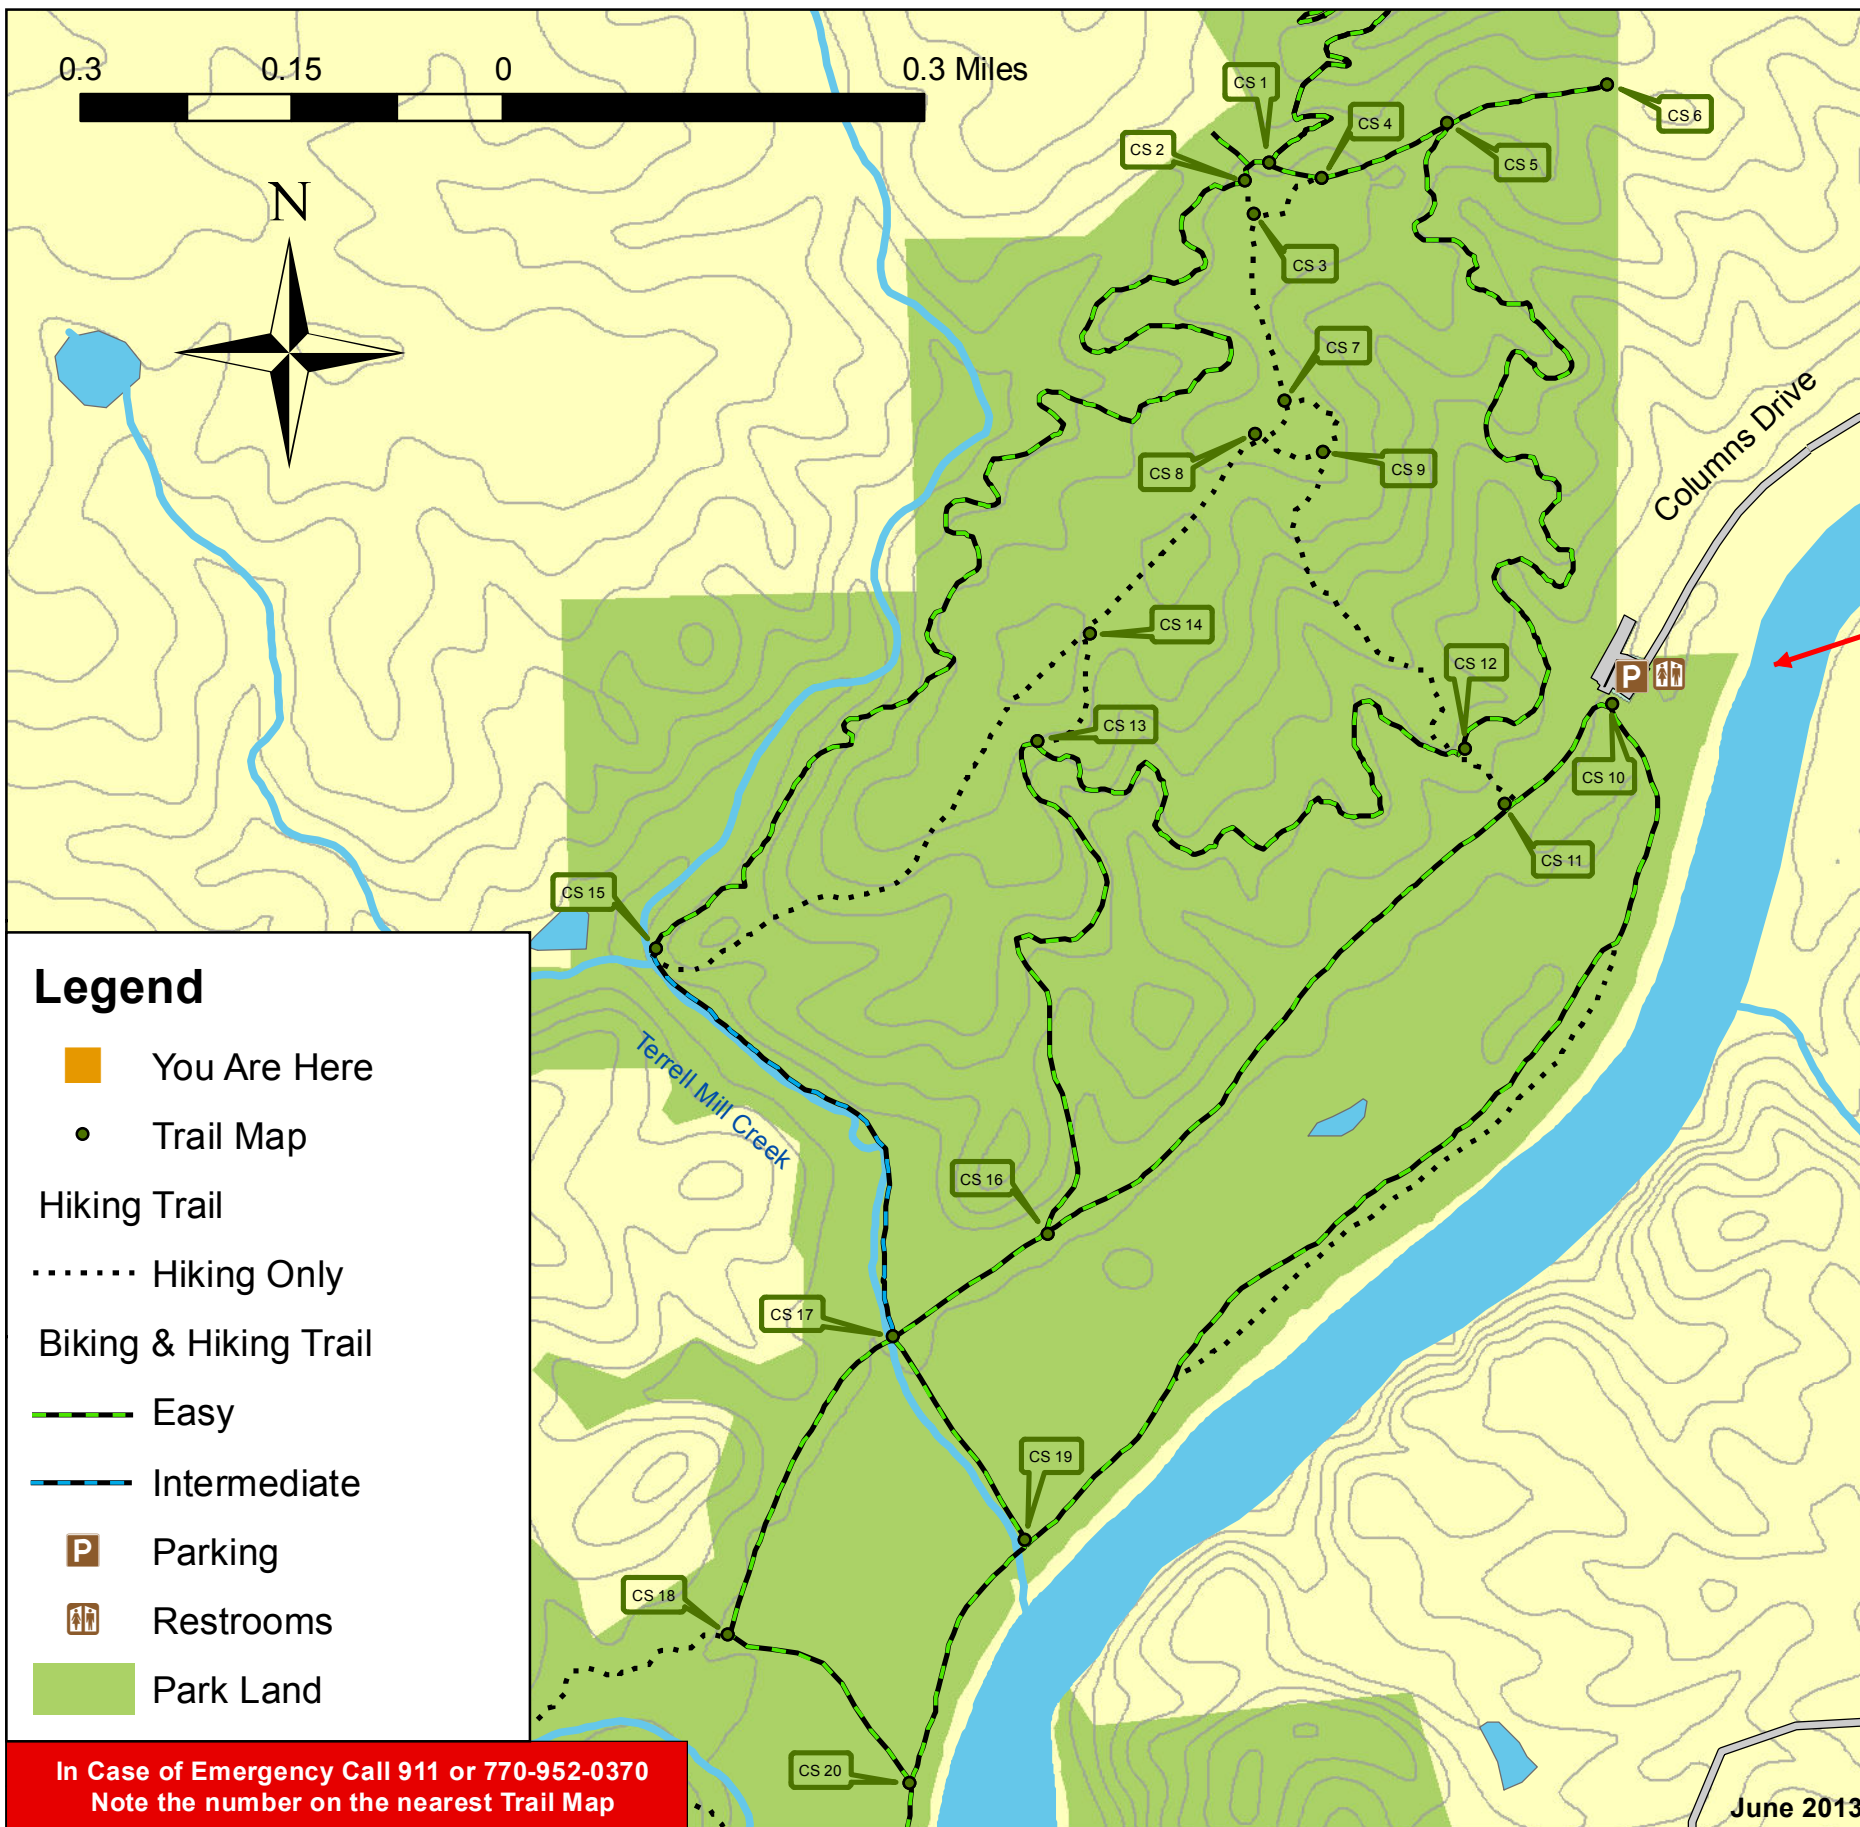 0.3 0.15 0 0.3 Miles
N
CS 1
CS 2
CS 3
CS 4
CS 5
CS 6
CS 7
CS 8
CS 9
Columns Drive
CS 14
CS 12
P
CS 13
CS 10
CS 11
CS 15
Terrell Mill Creek
CS 16
CS 17
CS 19
CS 18
CS 20
Legend
You Are Here
Trail Map
Hiking Trail
Hiking Only
Biking & Hiking Trail
Easy
Intermediate
P Parking
Restrooms
Park Land
In Case of Emergency Call 911 or 770-952-0370
Note the number on the nearest Trail Map
June 2013